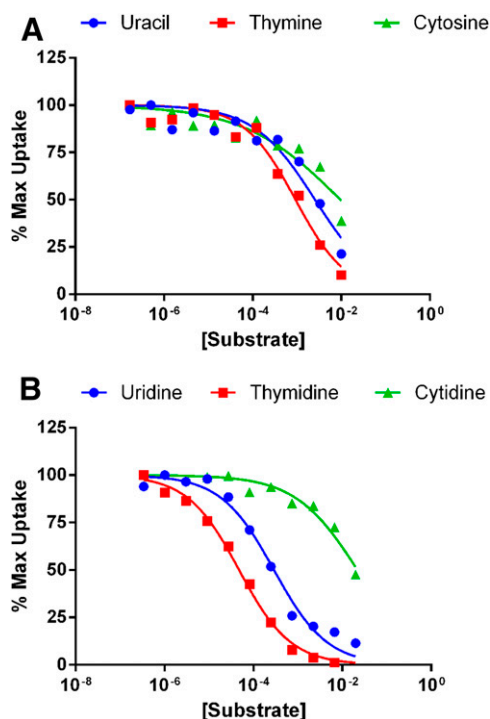 A
Uracil Thymine Cytosine
125
100
75
50
25
0
% Max Uptake
10⁻⁸ 10⁻⁶ 10⁻⁴ 10⁻² 10⁰
[Substrate]
B
Uridine Thymidine Cytidine
125
100
75
50
25
0
% Max Uptake
10⁻⁸ 10⁻⁶ 10⁻⁴ 10⁻² 10⁰
[Substrate]